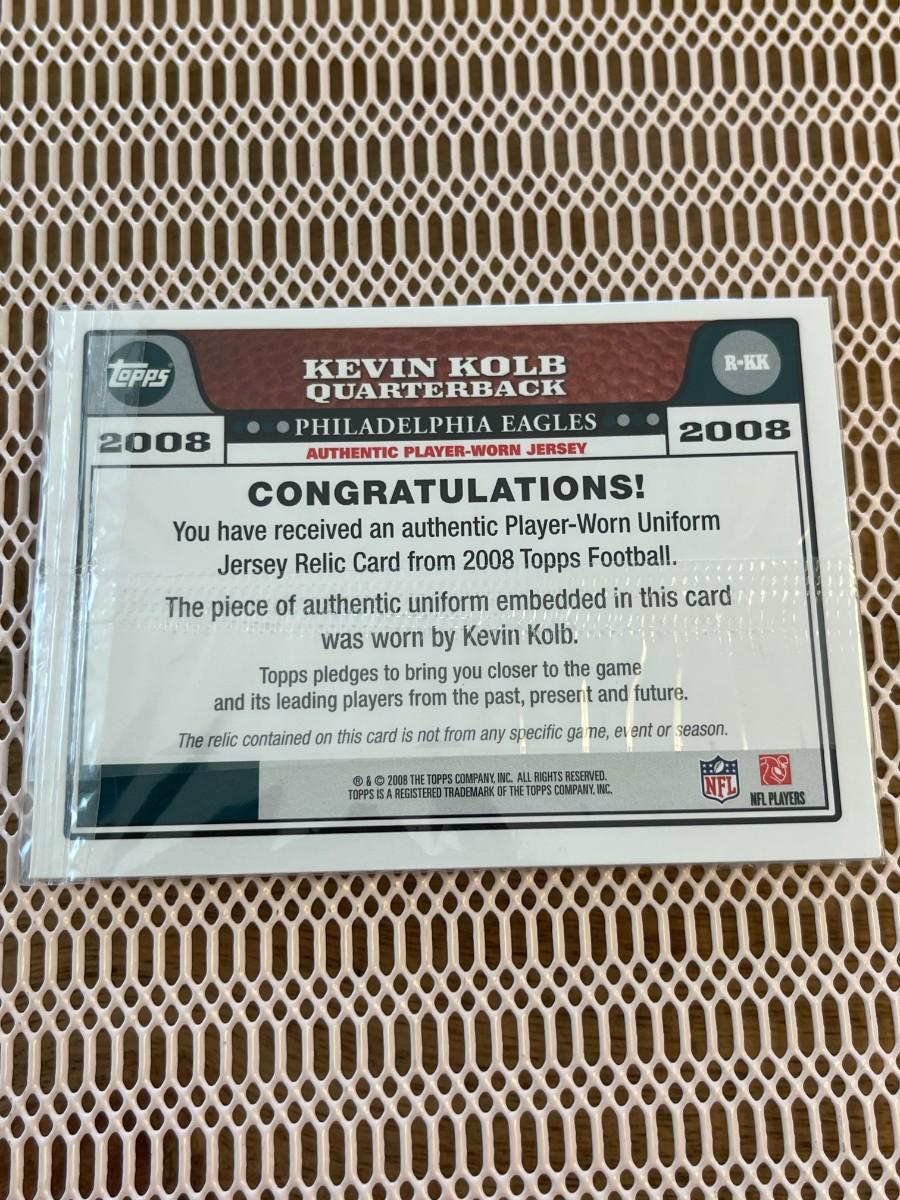 Topps
KEVIN KOLB
QUARTERBACK
R-KK
2008
PHILADELPHIA EAGLES
2008
AUTHENTIC PLAYER-WORN JERSEY
CONGRATULATIONS!
You have received an authentic Player-Worn Uniform
Jersey Relic Card from 2008 Topps Football.
The piece of authentic uniform embedded in this card
was worn by Kevin Kolb.
Topps pledges to bring you closer to the game
and its leading players from the past, present and future.
The relic contained on this card is not from any specific game, event or season.
® & © 2008 THE TOPPS COMPANY, INC. ALL RIGHTS RESERVED.
TOPPS IS A REGISTERED TRADEMARK OF THE TOPPS COMPANY, INC.
NFL
NFL PLAYERS